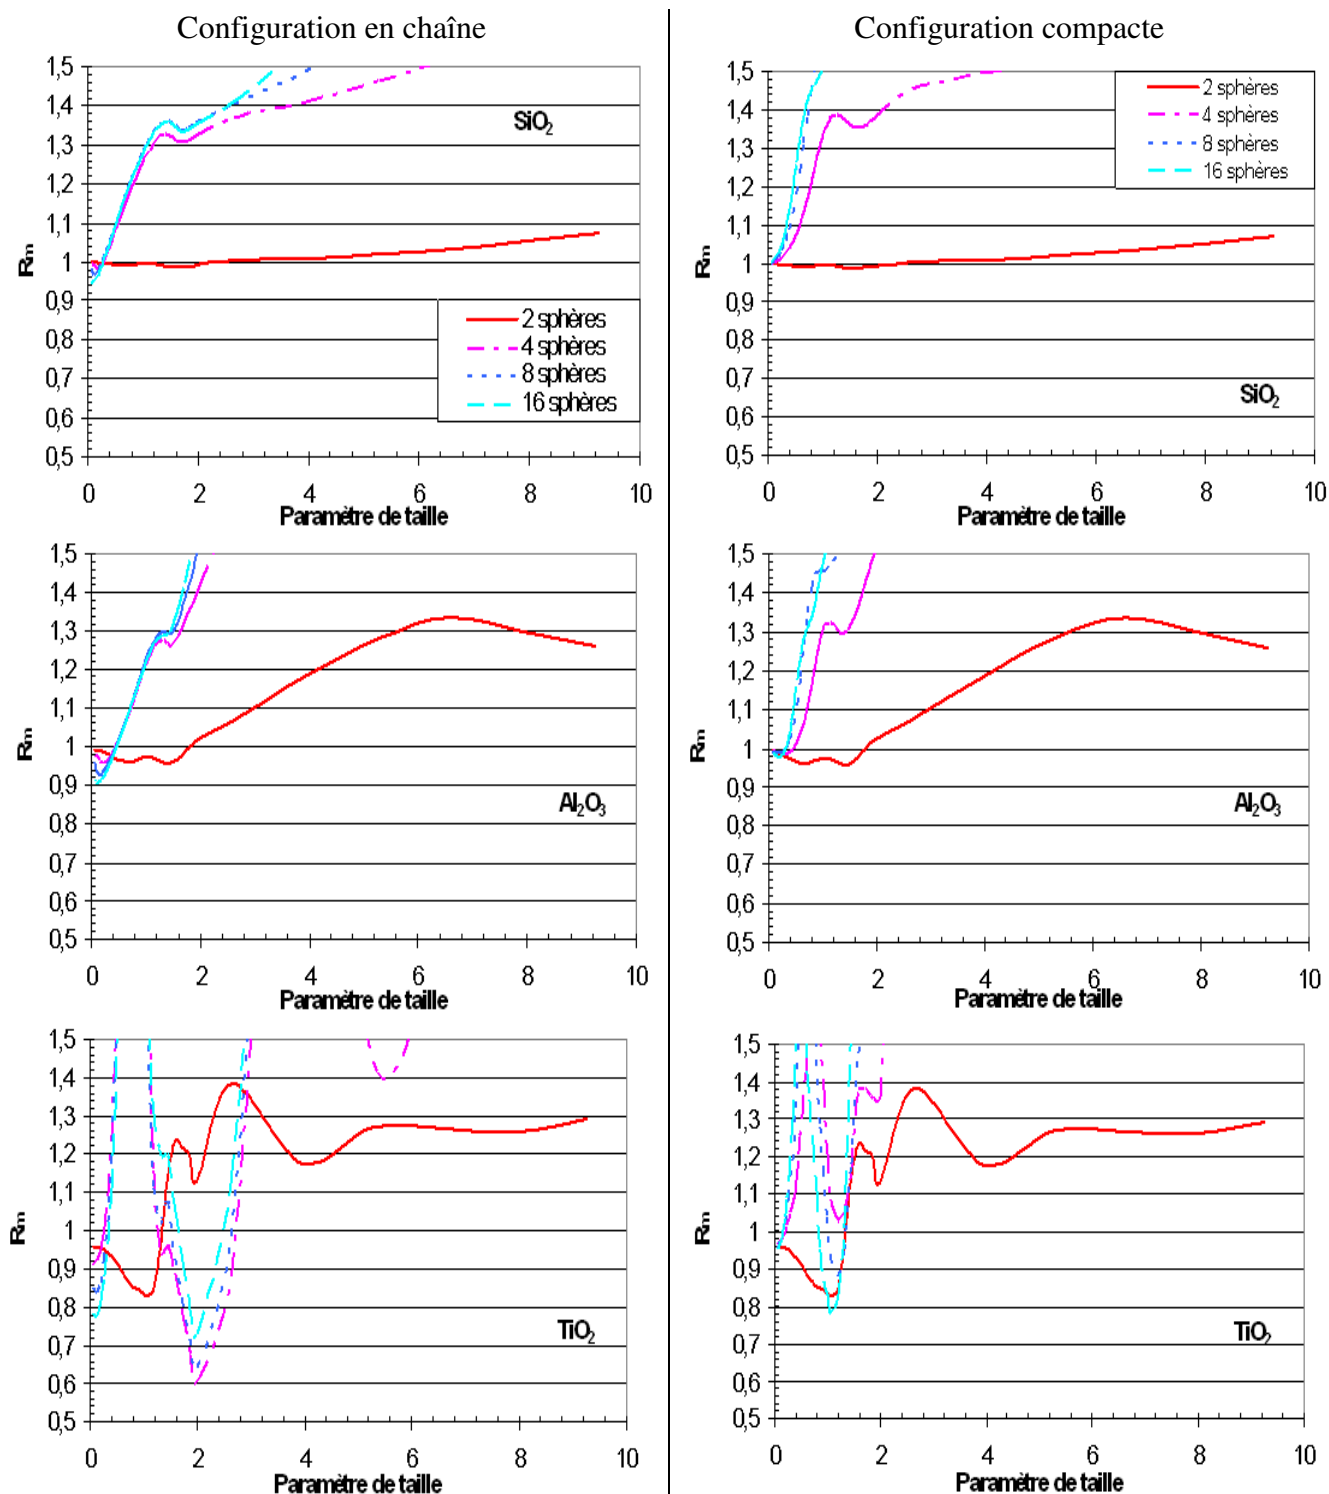 Configuration en chaîne
Configuration compacte
1,5
1,4
1,3
1,2
1,1
1
0,9
0,8
0,7
0,6
0,5
Rm
SiO2
2 sphères
4 sphères
8 sphères
16 sphères
0 2 4 6 8 10
Paramètre de taille
1,5
1,4
1,3
1,2
1,1
1
0,9
0,8
0,7
0,6
0,5
Rm
2 sphères
4 sphères
8 sphères
16 sphères
SiO2
0 2 4 6 8 10
Paramètre de taille
1,5
1,4
1,3
1,2
1,1
1
0,9
0,8
0,7
0,6
0,5
Rm
Al2O3
0 2 4 6 8 10
Paramètre de taille
1,5
1,4
1,3
1,2
1,1
1
0,9
0,8
0,7
0,6
0,5
Rm
Al2O3
0 2 4 6 8 10
Paramètre de taille
1,5
1,4
1,3
1,2
1,1
1
0,9
0,8
0,7
0,6
0,5
Rm
TiO2
0 2 4 6 8 10
Paramètre de taille
1,5
1,4
1,3
1,2
1,1
1
0,9
0,8
0,7
0,6
0,5
Rm
TiO2
0 2 4 6 8 10
Paramètre de taille